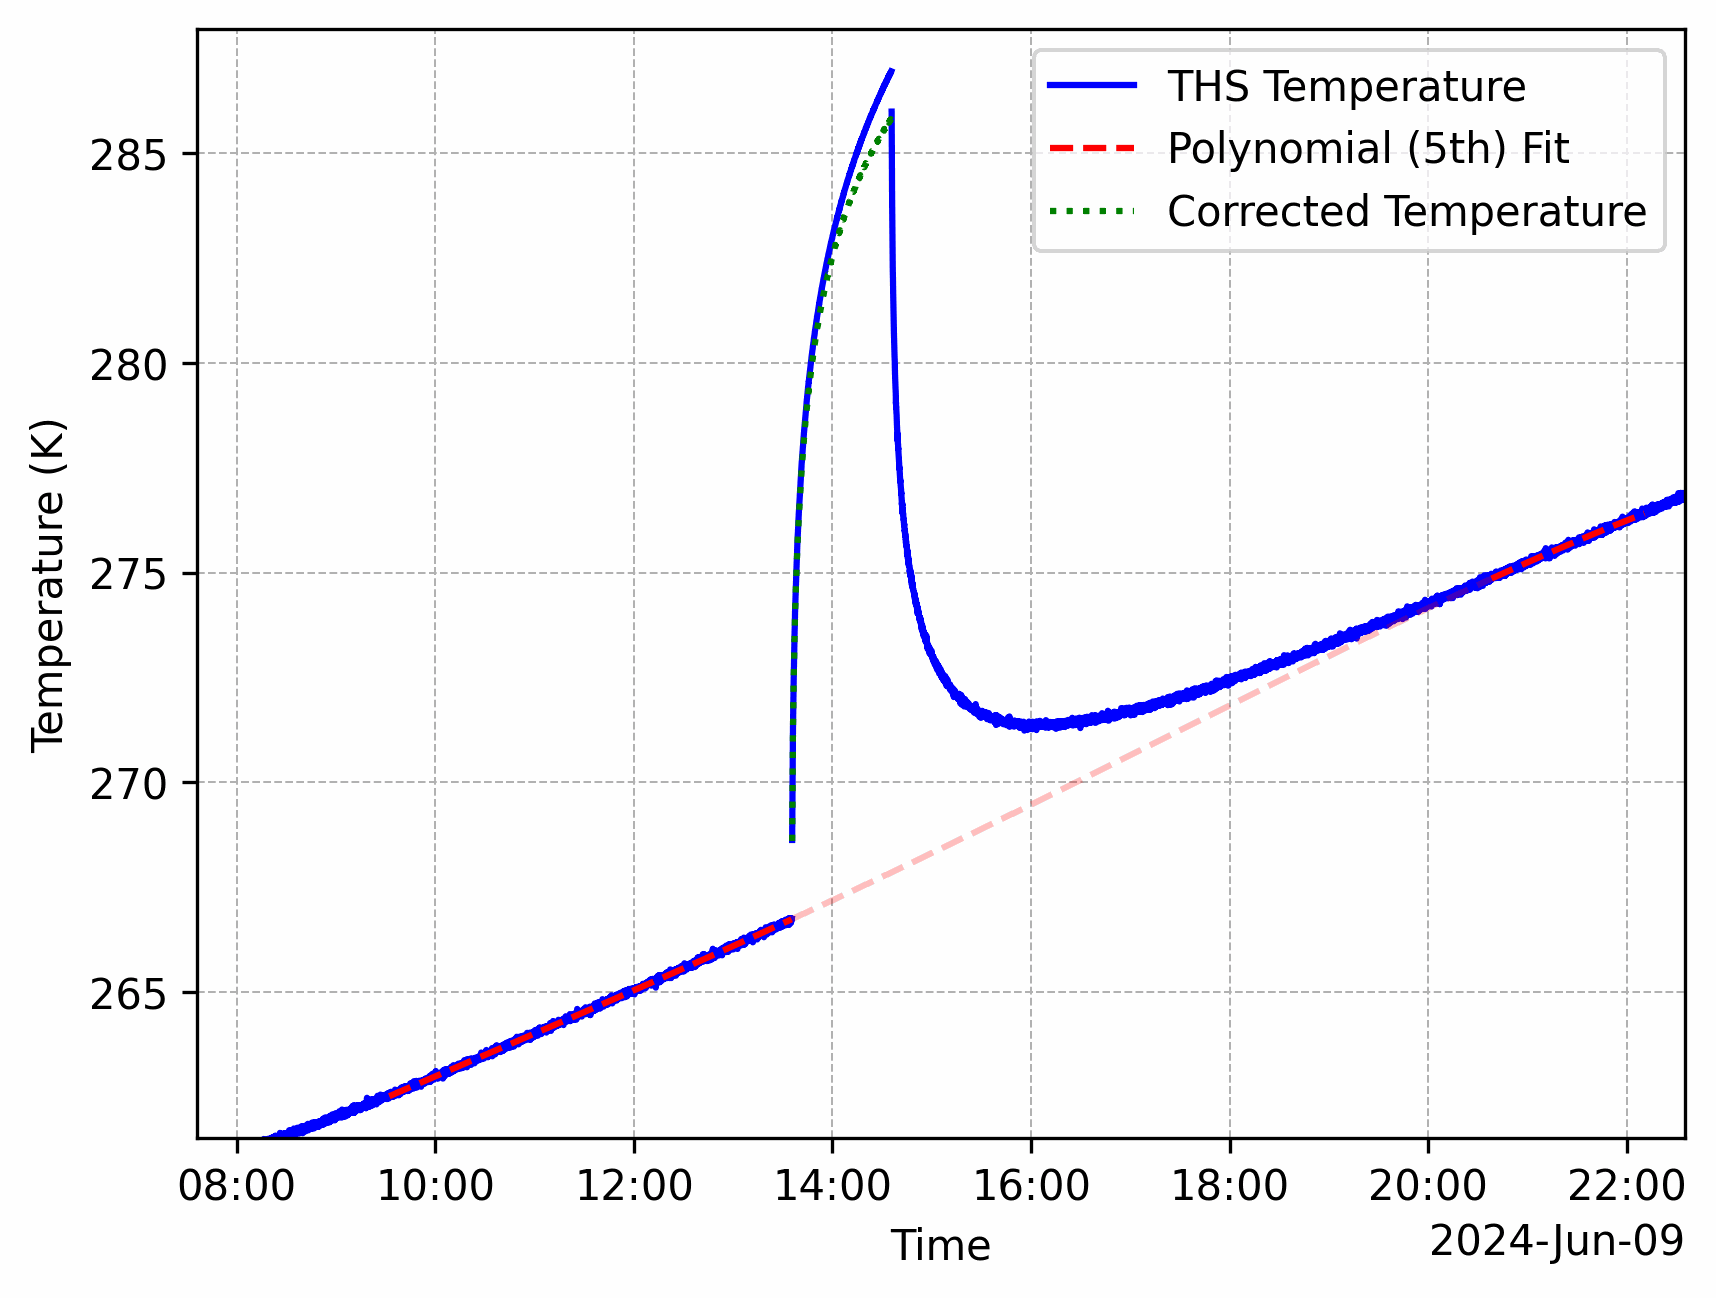 THS Temperature
Polynomial (5th) Fit
Corrected Temperature
Temperature (K)
285
280
275
270
265
08:00 10:00 12:00 14:00 16:00 18:00 20:00 22:00
Time
2024-Jun-09